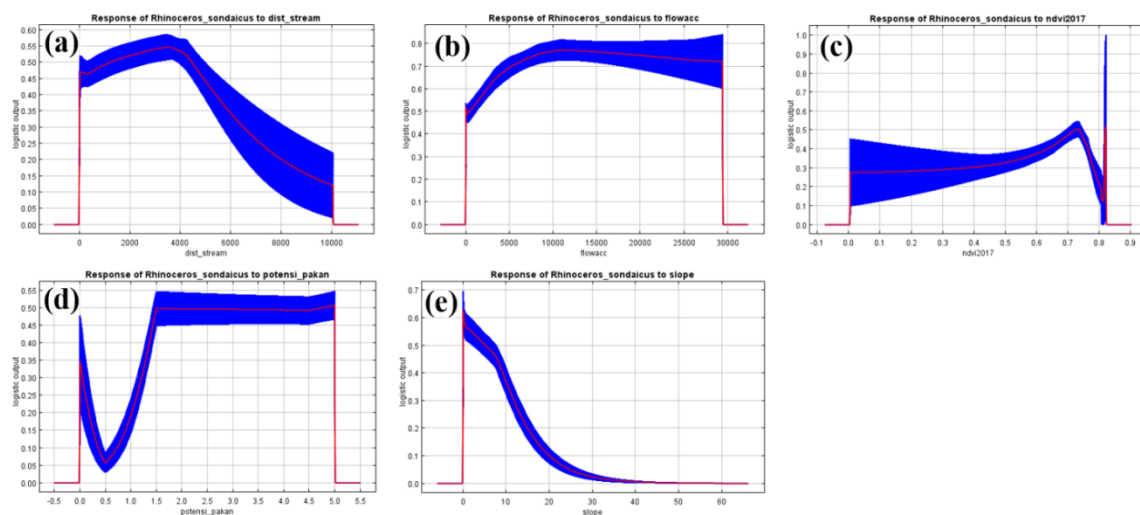 Response of Rhinoceros_sondaicus to dist_stream
(a)
0.60
0.55
0.50
0.45
0.40
0.35
0.30
0.25
0.20
0.15
0.10
0.05
0.00
logistic output
0 2000 4000 6000 8000 10000
dist_stream
Response of Rhinoceros_sondaicus to flowacc
(b)
0.8
0.7
0.6
0.5
0.4
0.3
0.2
0.1
0.0
logistic output
0 5000 10000 15000 20000 25000 30000
flowacc
Response of Rhinoceros_sondaicus to ndvi2017
(c)
1.0
0.9
0.8
0.7
0.6
0.5
0.4
0.3
0.2
0.1
0.0
logistic output
-0.1 0.0 0.1 0.2 0.3 0.4 0.5 0.6 0.7 0.8 0.9
ndvi2017
Response of Rhinoceros_sondaicus to potensi_pakan
(d)
0.55
0.50
0.45
0.40
0.35
0.30
0.25
0.20
0.15
0.10
0.05
0.00
logistic output
-0.5 0.0 0.5 1.0 1.5 2.0 2.5 3.0 3.5 4.0 4.5 5.0 5.5
potensi_pakan
Response of Rhinoceros_sondaicus to slope
(e)
0.7
0.6
0.5
0.4
0.3
0.2
0.1
0.0
logistic output
0 10 20 30 40 50 60
slope